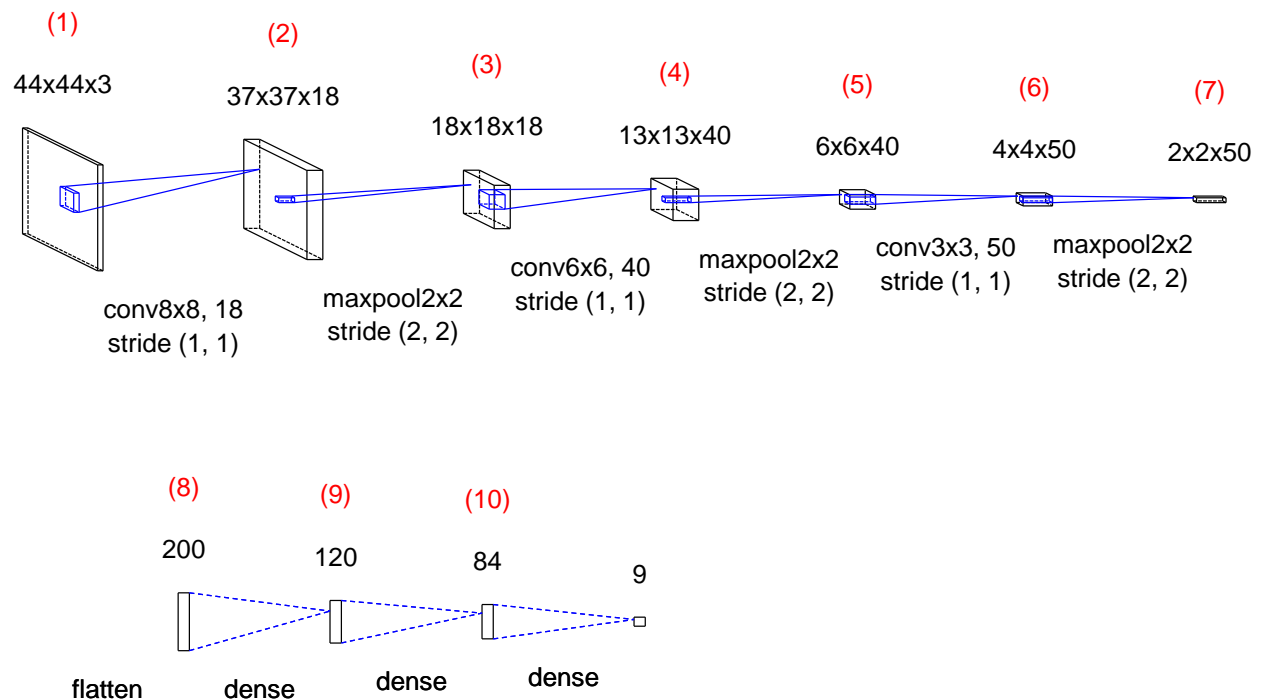 (1)
(2)
(3)
(4)
(5)
(6)
(7)
44x44x3
37x37x18
18x18x18
13x13x40
6x6x40
4x4x50
2x2x50
conv8x8, 18
stride (1, 1)
maxpool2x2
stride (2, 2)
conv6x6, 40
stride (1, 1)
maxpool2x2
stride (2, 2)
conv3x3, 50
stride (1, 1)
maxpool2x2
stride (2, 2)
(8)
(9)
(10)
200
120
84
9
flatten
dense
dense
dense